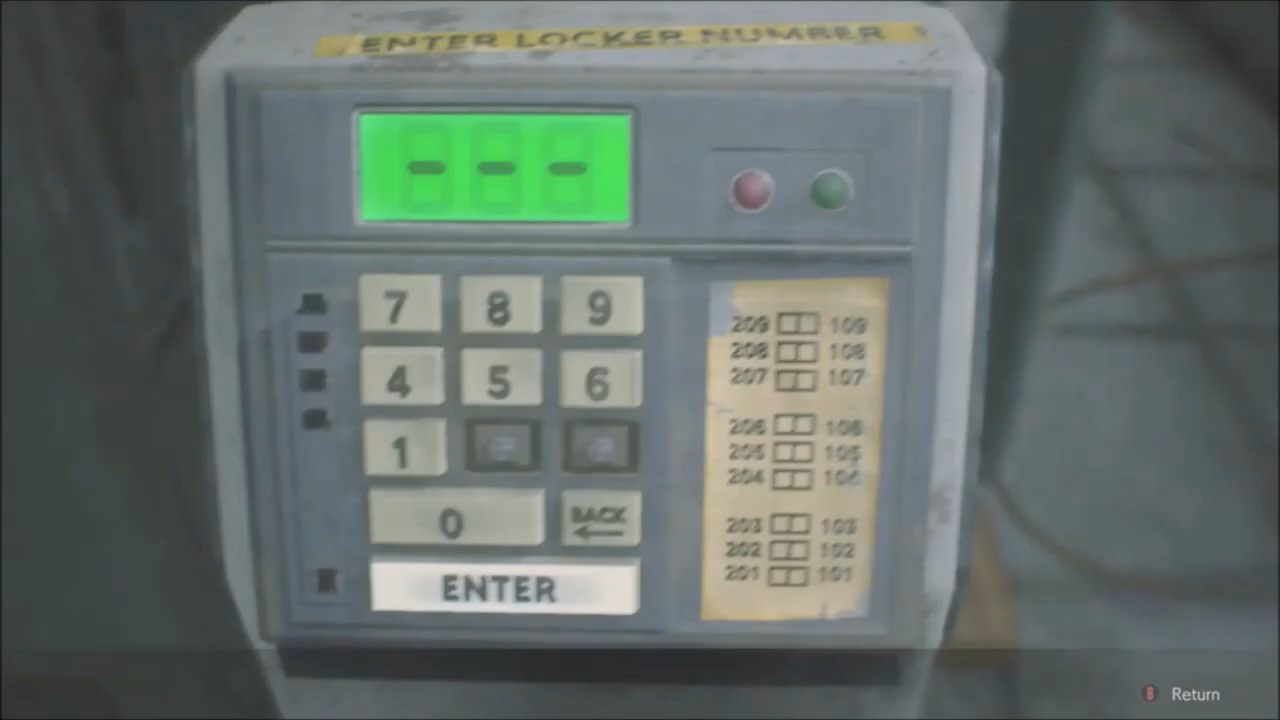 ENTER LOCKER NUMBER
- - -
7 8 9
4 5 6
1
0 BACK
ENTER
209 109
208 108
207 107
206 106
205 105
204 104
203 103
202 102
201 101
B Return